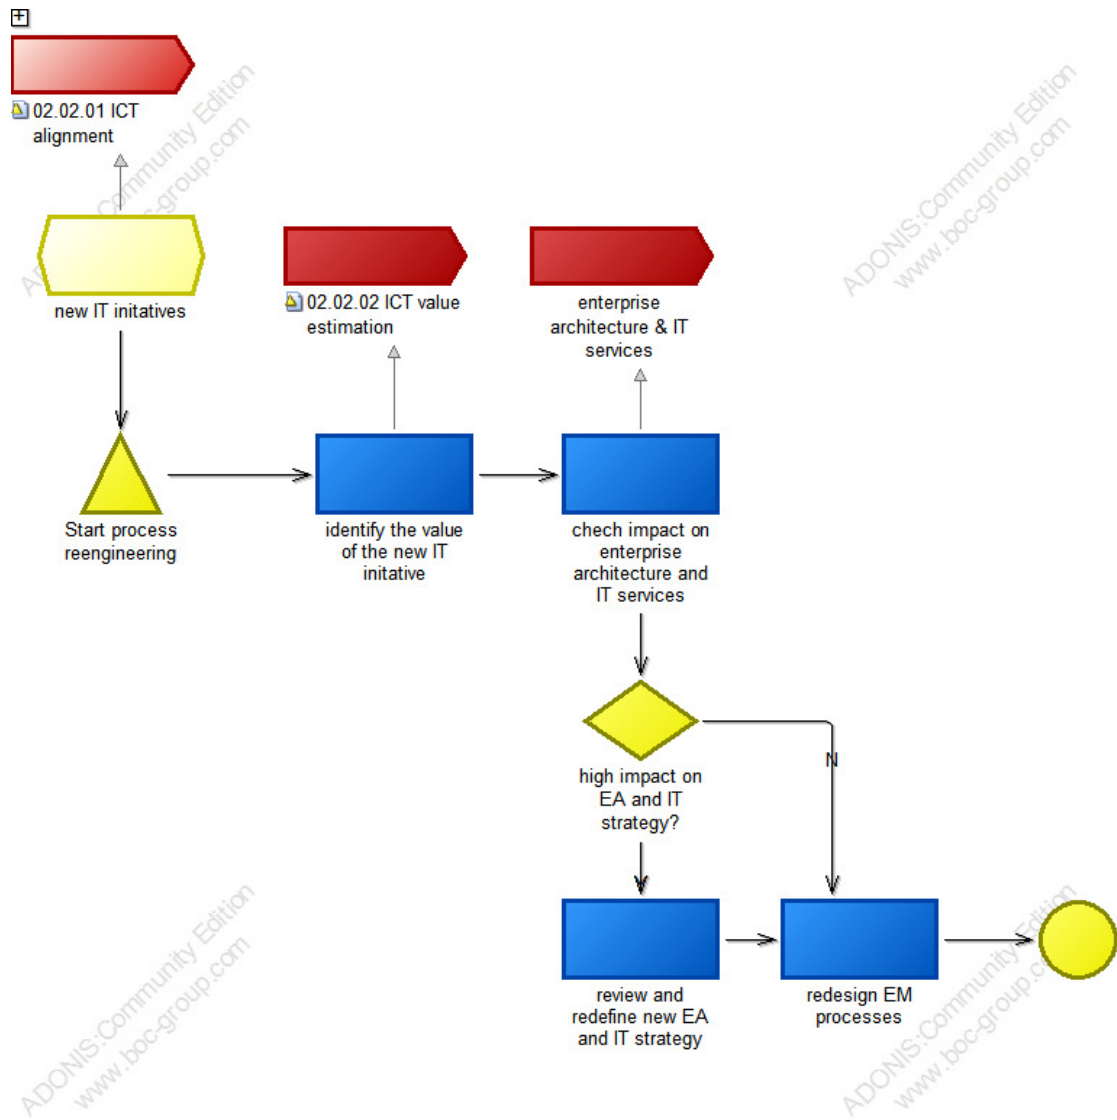 02.02.01 ICT
alignment
new IT initatives
02.02.02 ICT value
estimation
enterprise
architecture & IT
services
Start process
reengineering
identify the value
of the new IT
initative
chech impact on
enterprise
architecture and
IT services
high impact on
EA and IT
strategy?
N
review and
redefine new EA
and IT strategy
redesign EM
processes
ADONIS:Community Edition
www.boc-group.com
ADONIS:Community Edition
www.boc-group.com
ADONIS:Community Edition
www.boc-group.com
ADONIS:Community Edition
www.boc-group.com